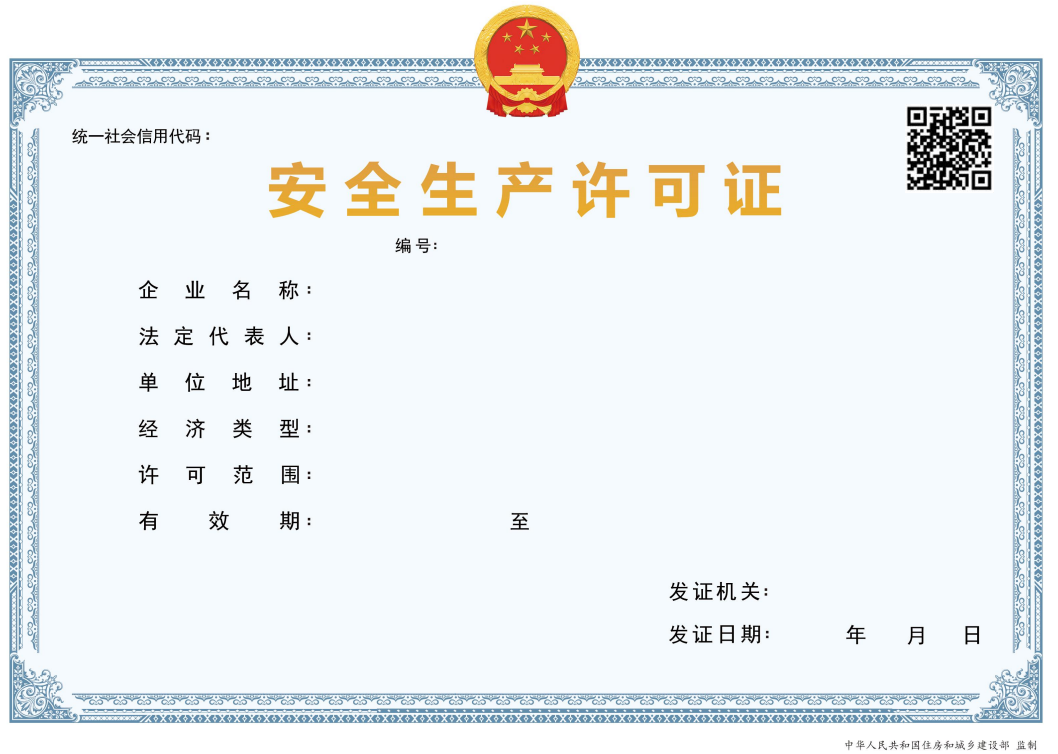 统一社会信用代码：
安全生产许可证
编号:
企业名称：
法定代表人：
单位地址：
经济类型：
许可范围：
有效期： 至
发证机关:
发证日期: 年 月 日
中华人民共和国住房和城乡建设部 监制